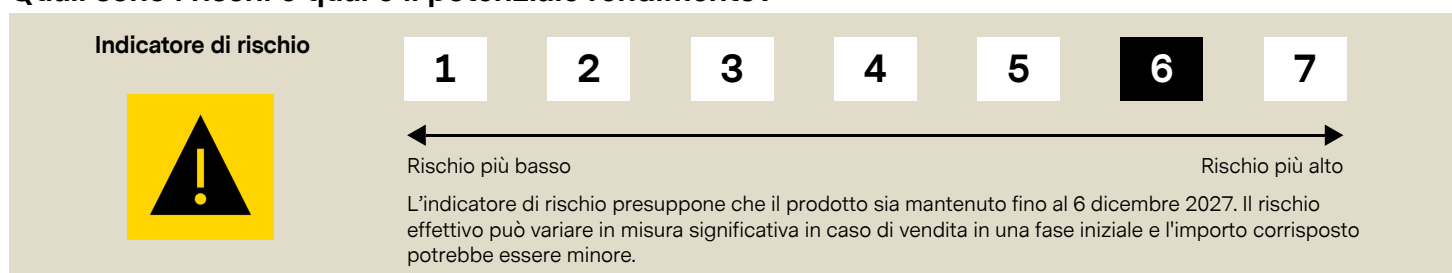 Indicatore di rischio
1 2 3 4 5 6 7
Rischio più basso Rischio più alto
L'indicatore di rischio presuppone che il prodotto sia mantenuto fino al 6 dicembre 2027. Il rischio
effettivo può variare in misura significativa in caso di vendita in una fase iniziale e l'importo corrisposto
potrebbe essere minore.